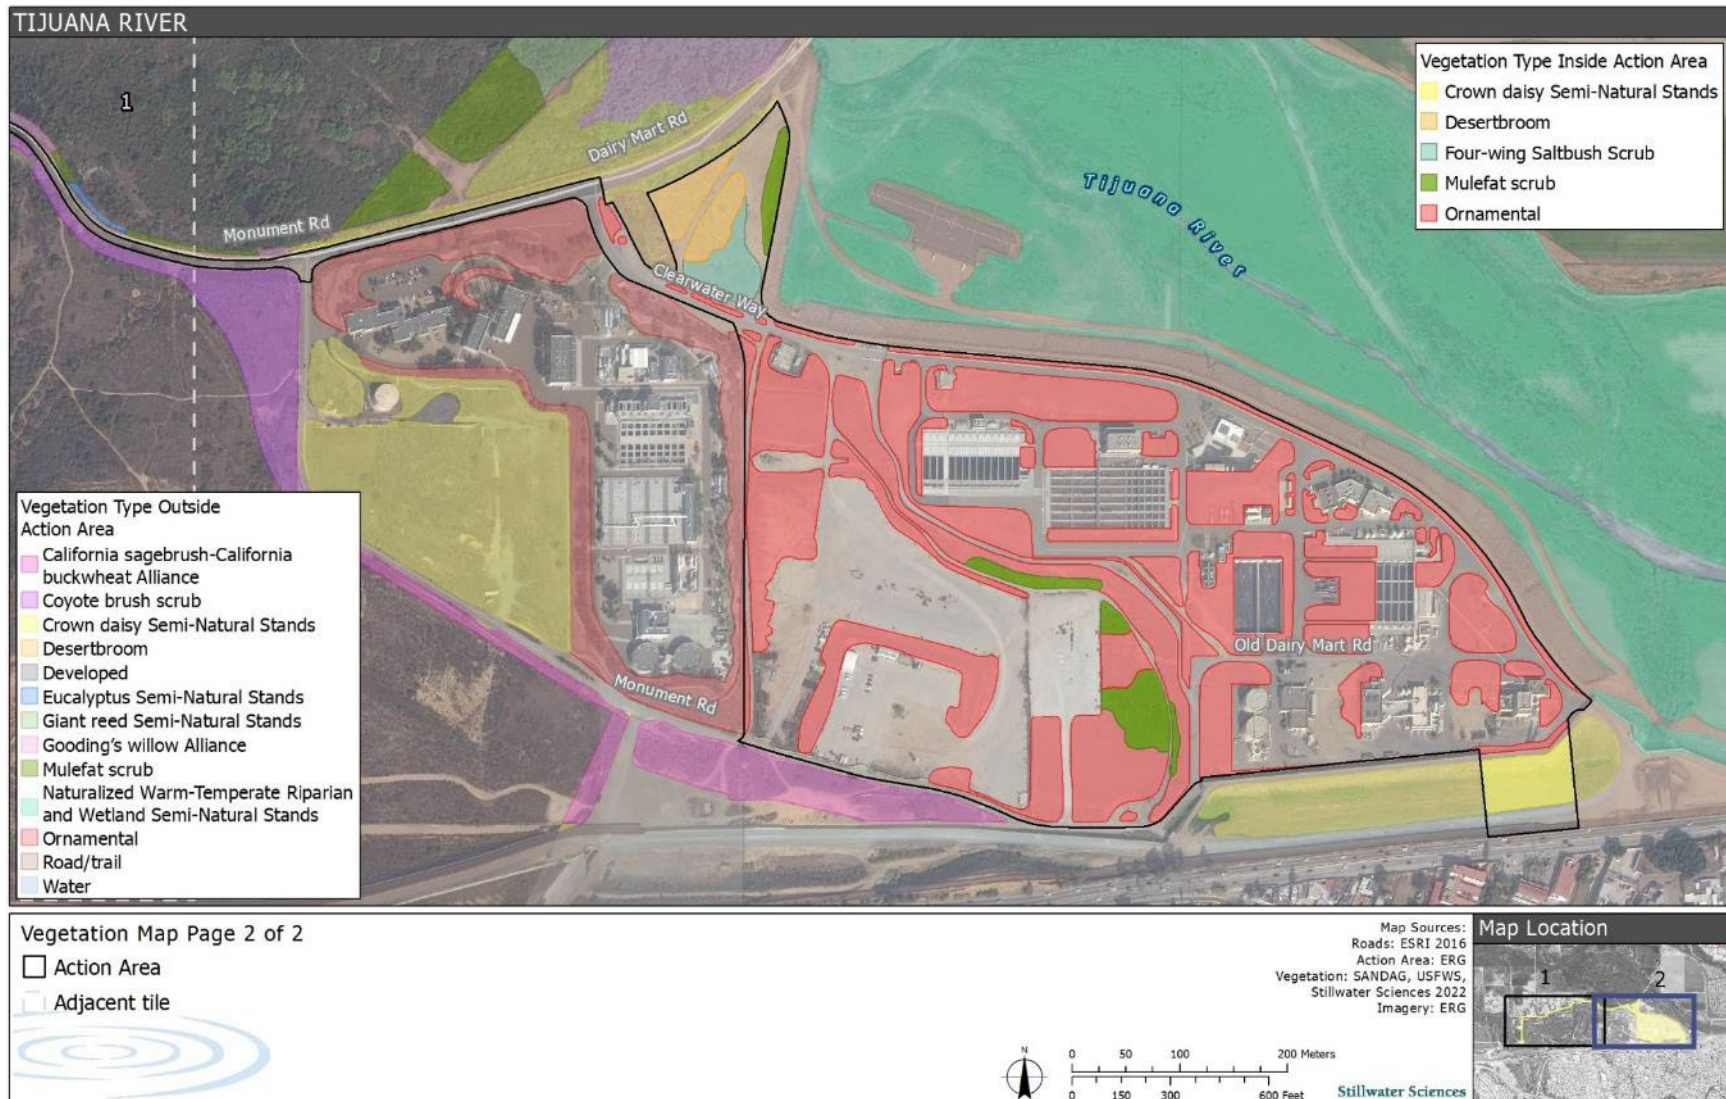 TIJUANA RIVER
1
Dairy Mart Rd
Monument Rd
Clearwater Way
Tijuana River
Old Dairy Mart Rd
Monument Rd
Vegetation Type Inside Action Area
Crown daisy Semi-Natural Stands
Desertbroom
Four-wing Saltbush Scrub
Mulefat scrub
Ornamental
Vegetation Type Outside
Action Area
California sagebrush-California
buckwheat Alliance
Coyote brush scrub
Crown daisy Semi-Natural Stands
Desertbroom
Developed
Eucalyptus Semi-Natural Stands
Giant reed Semi-Natural Stands
Gooding's willow Alliance
Mulefat scrub
Naturalized Warm-Temperate Riparian
and Wetland Semi-Natural Stands
Ornamental
Road/trail
Water
Vegetation Map Page 2 of 2
Action Area
Adjacent tile
Map Sources:
Roads: ESRI 2016
Action Area: ERG
Vegetation: SANDAG, USFWS,
Stillwater Sciences 2022
Imagery: ERG
N
0 50 100 200 Meters
0 150 300 600 Feet
Stillwater Sciences
Map Location
1 2